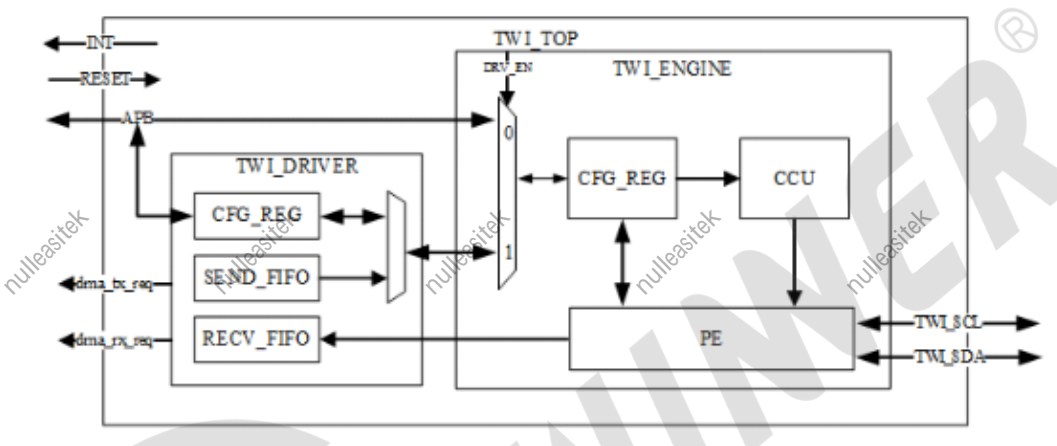 TWI_TOP
INT
DRV_EN
TWI_ENGINE
RESET
APB
0
TWI_DRIVER
CFG_REG
CCU
CFG_REG
1
SEND_FIFO
dma_tx_req
RECV_FIFO
dma_rx_req
PE
TWI_SCL
TWI_SDA
nulleasitek
nulleasitek
nulleasitek
nulleasitek
WINNER
®